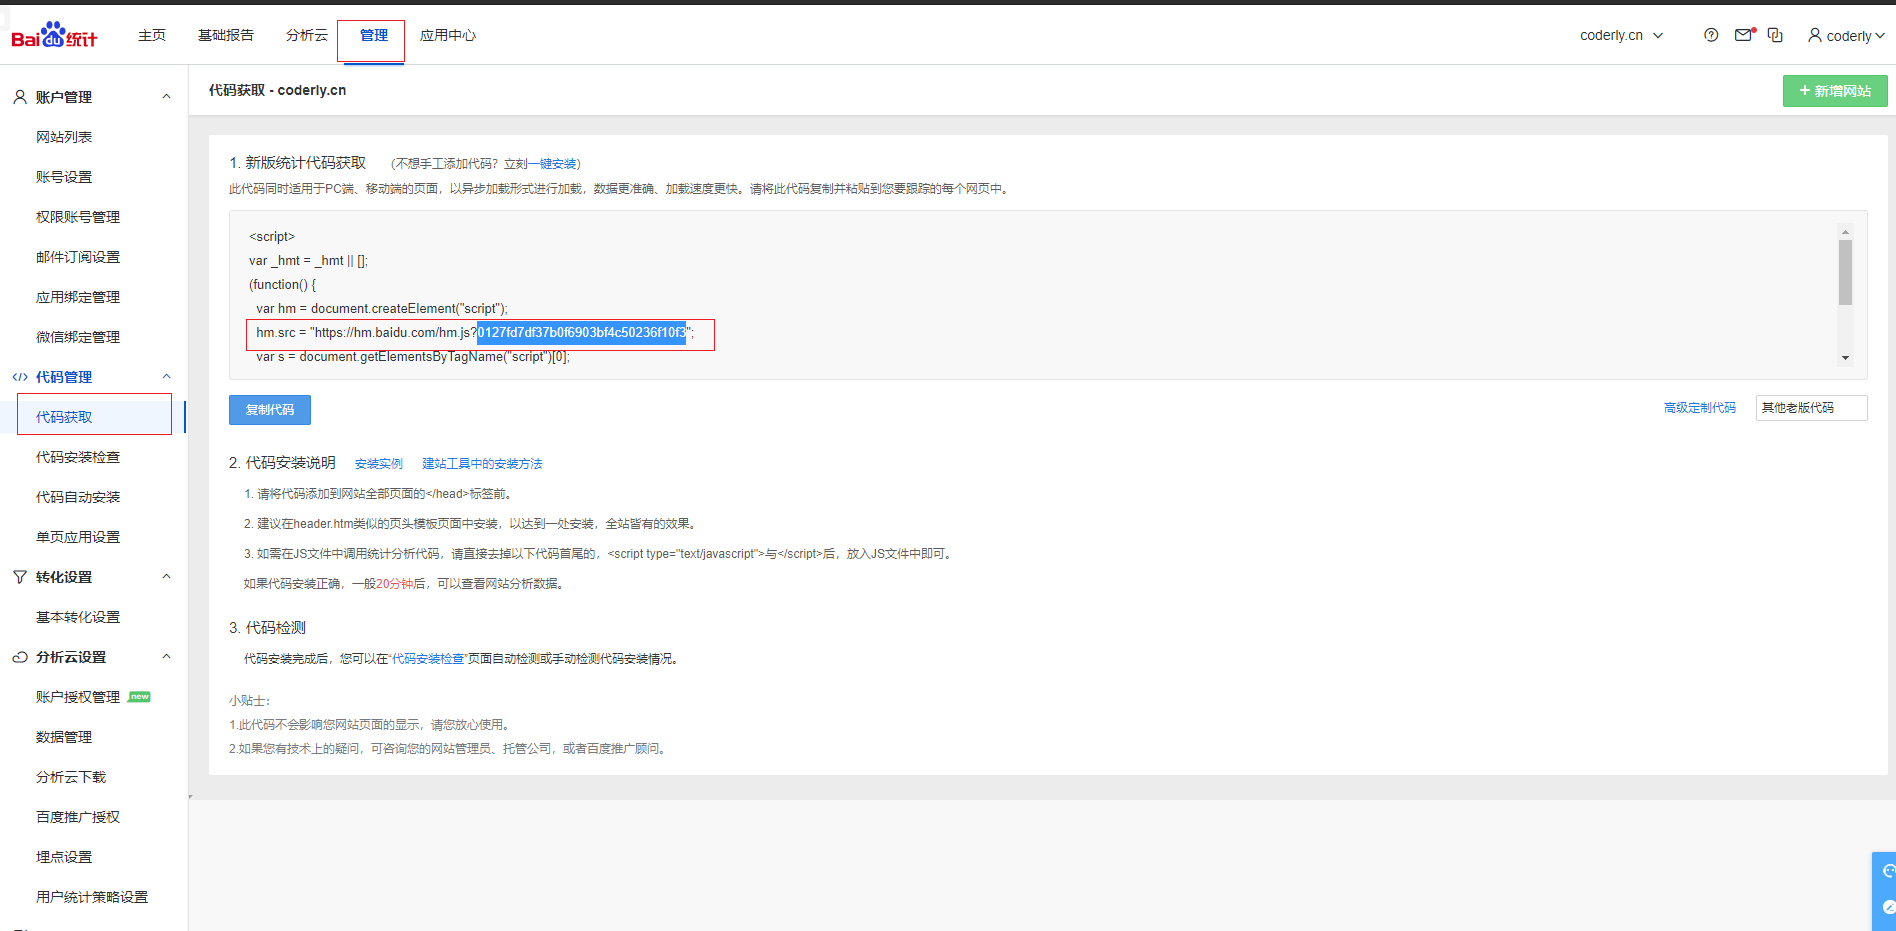 Baidu统计
主页
基础报告
分析云
管理
应用中心
coderly.cn
coderly
账户管理
网站列表
账号设置
权限账号管理
邮件订阅设置
应用绑定管理
微信绑定管理
代码管理
代码获取
代码安装检查
代码自动安装
单页应用设置
转化设置
基本转化设置
分析云设置
账户授权管理 new
数据管理
分析云下载
百度推广授权
埋点设置
用户统计策略设置
代码获取 - coderly.cn
+ 新增网站
1. 新版统计代码获取 （不想手工添加代码？立刻一键安装）
此代码同时适用于PC端、移动端的页面，以异步加载形式进行加载，数据更准确、加载速度更快。请将此代码复制并粘贴到您要跟踪的每个网页中。
<script>
var _hmt = _hmt || [];
(function() {
var hm = document.createElement("script");
hm.src = "https://hm.baidu.com/hm.js?0127fd7df37b0f6903bf4c50236f10f3";
var s = document.getElementsByTagName("script")[0];
复制代码
高级定制代码
其他老版代码
2. 代码安装说明 安装实例 建站工具中的安装方法
1. 请将代码添加到网站全部页面的</head>标签前。
2. 建议在header.htm类似的页头模板页面中安装，以达到一处安装，全站皆有的效果。
3. 如需在JS文件中调用统计分析代码，请直接去掉以下代码首尾的，<script type="text/javascript">与</script>后，放入JS文件中即可。
如果代码安装正确，一般20分钟后，可以查看网站分析数据。
3. 代码检测
代码安装完成后，您可以在“代码安装检查”页面自动检测或手动检测代码安装情况。
小贴士：
1.此代码不会影响您网站页面的显示，请您放心使用。
2.如果您有技术上的疑问，可咨询您的网站管理员、托管公司，或者百度推广顾问。